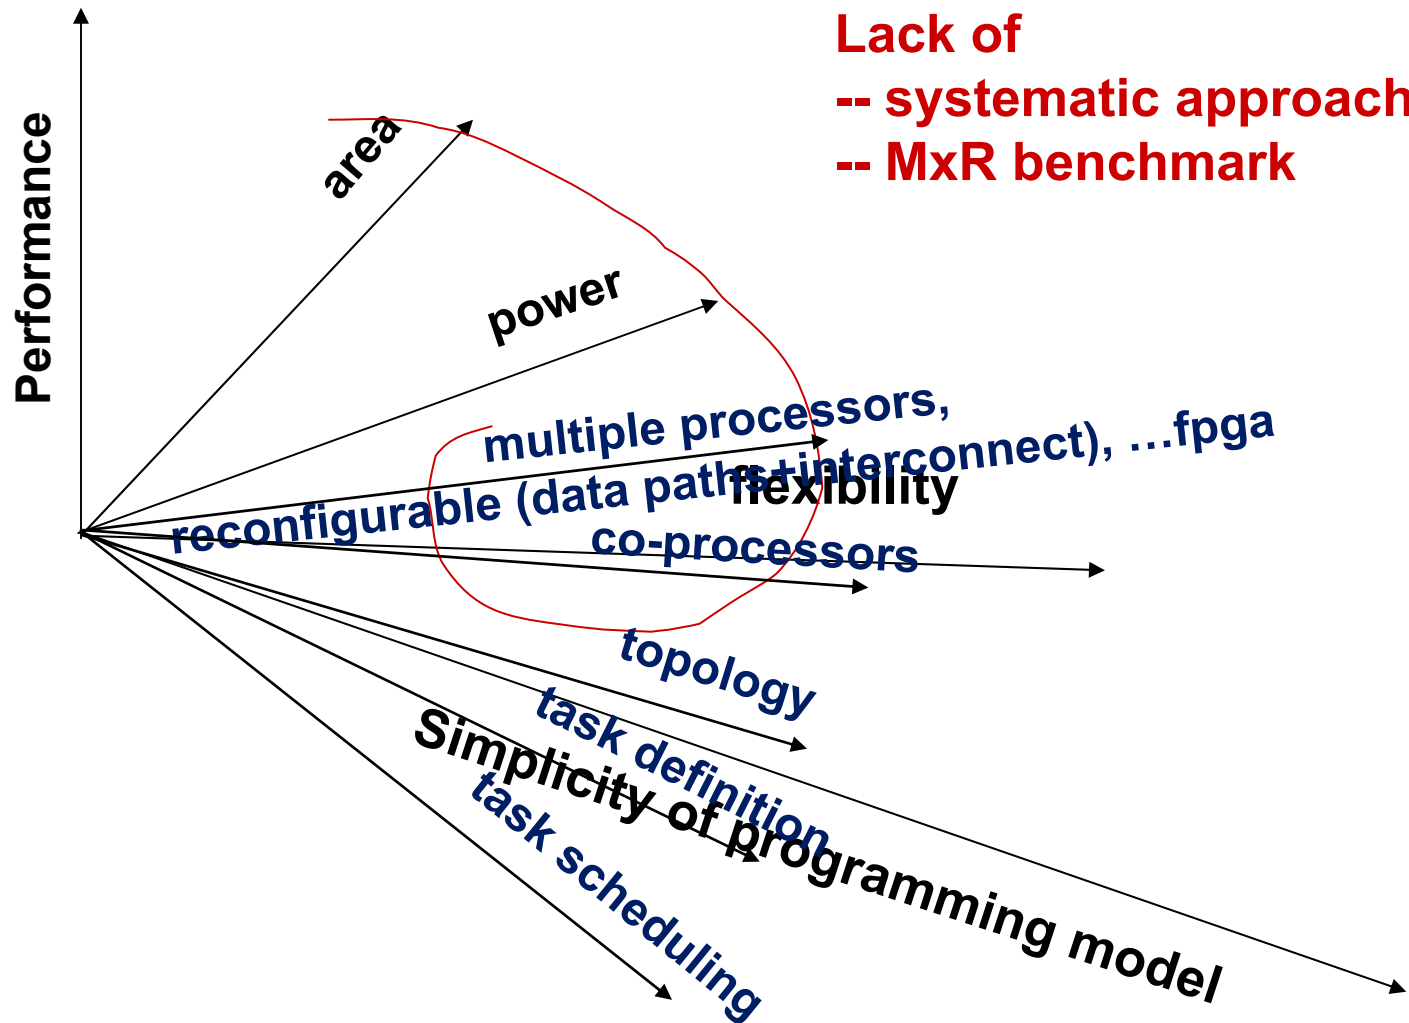 Lack of
-- systematic approach
-- MxR benchmark
Performance
area
power
multiple processors,
reconfigurable (data paths+interconnect), …fpga
flexibility
co-processors
topology
task definition
Simplicity of programming model
task scheduling